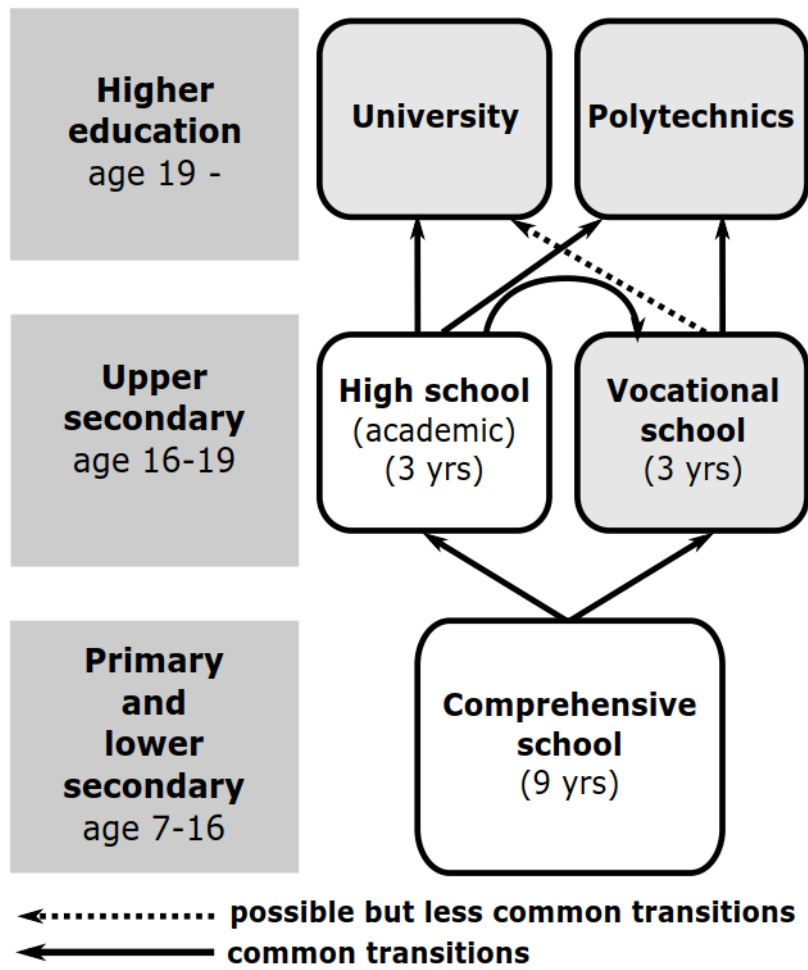 Higher
education
age 19 -
University
Polytechnics
Upper
secondary
age 16-19
High school
(academic)
(3 yrs)
Vocational
school
(3 yrs)
Primary
and
lower
secondary
age 7-16
Comprehensive
school
(9 yrs)
possible but less common transitions
common transitions